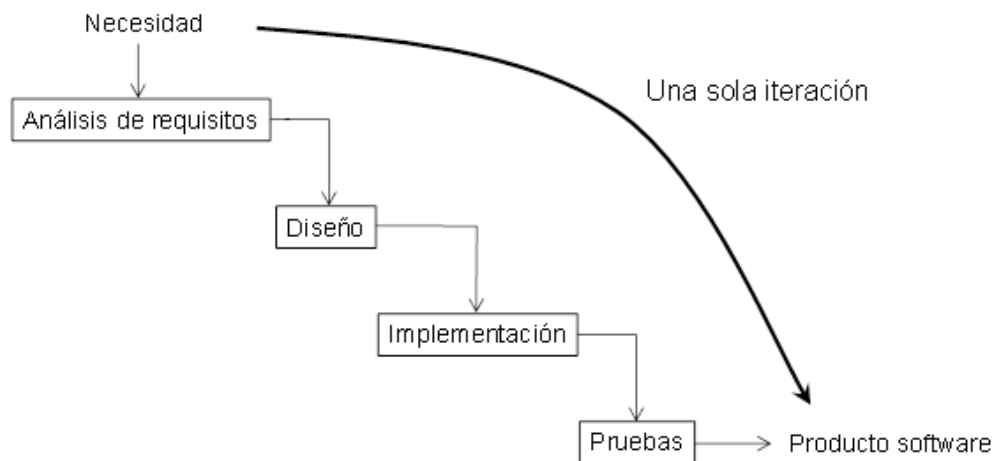 Necesidad
Una sola iteración
Análisis de requisitos
Diseño
Implementación
Pruebas
Producto software